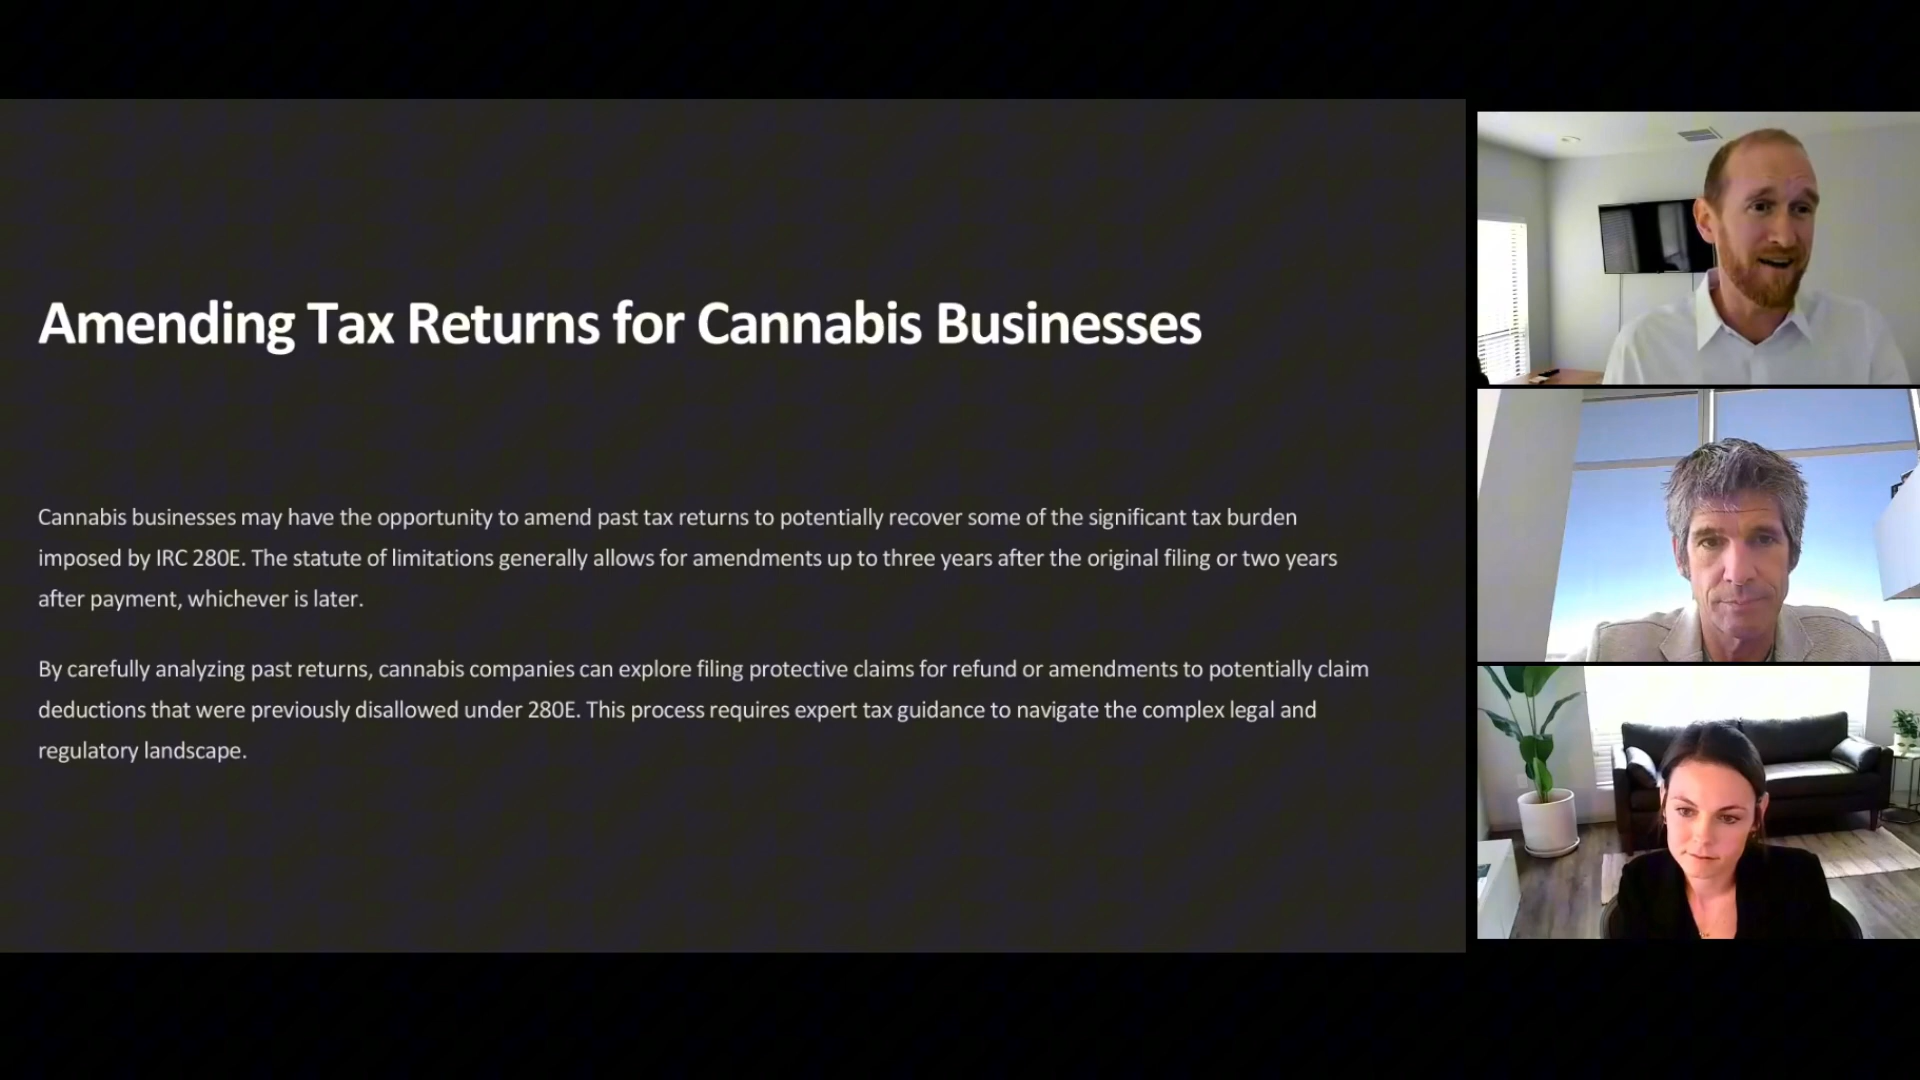 Amending Tax Returns for Cannabis Businesses
Cannabis businesses may have the opportunity to amend past tax returns to potentially recover some of the significant tax burden
imposed by IRC 280E. The statute of limitations generally allows for amendments up to three years after the original filing or two years
after payment, whichever is later.
By carefully analyzing past returns, cannabis companies can explore filing protective claims for refund or amendments to potentially claim
deductions that were previously disallowed under 280E. This process requires expert tax guidance to navigate the complex legal and
regulatory landscape.